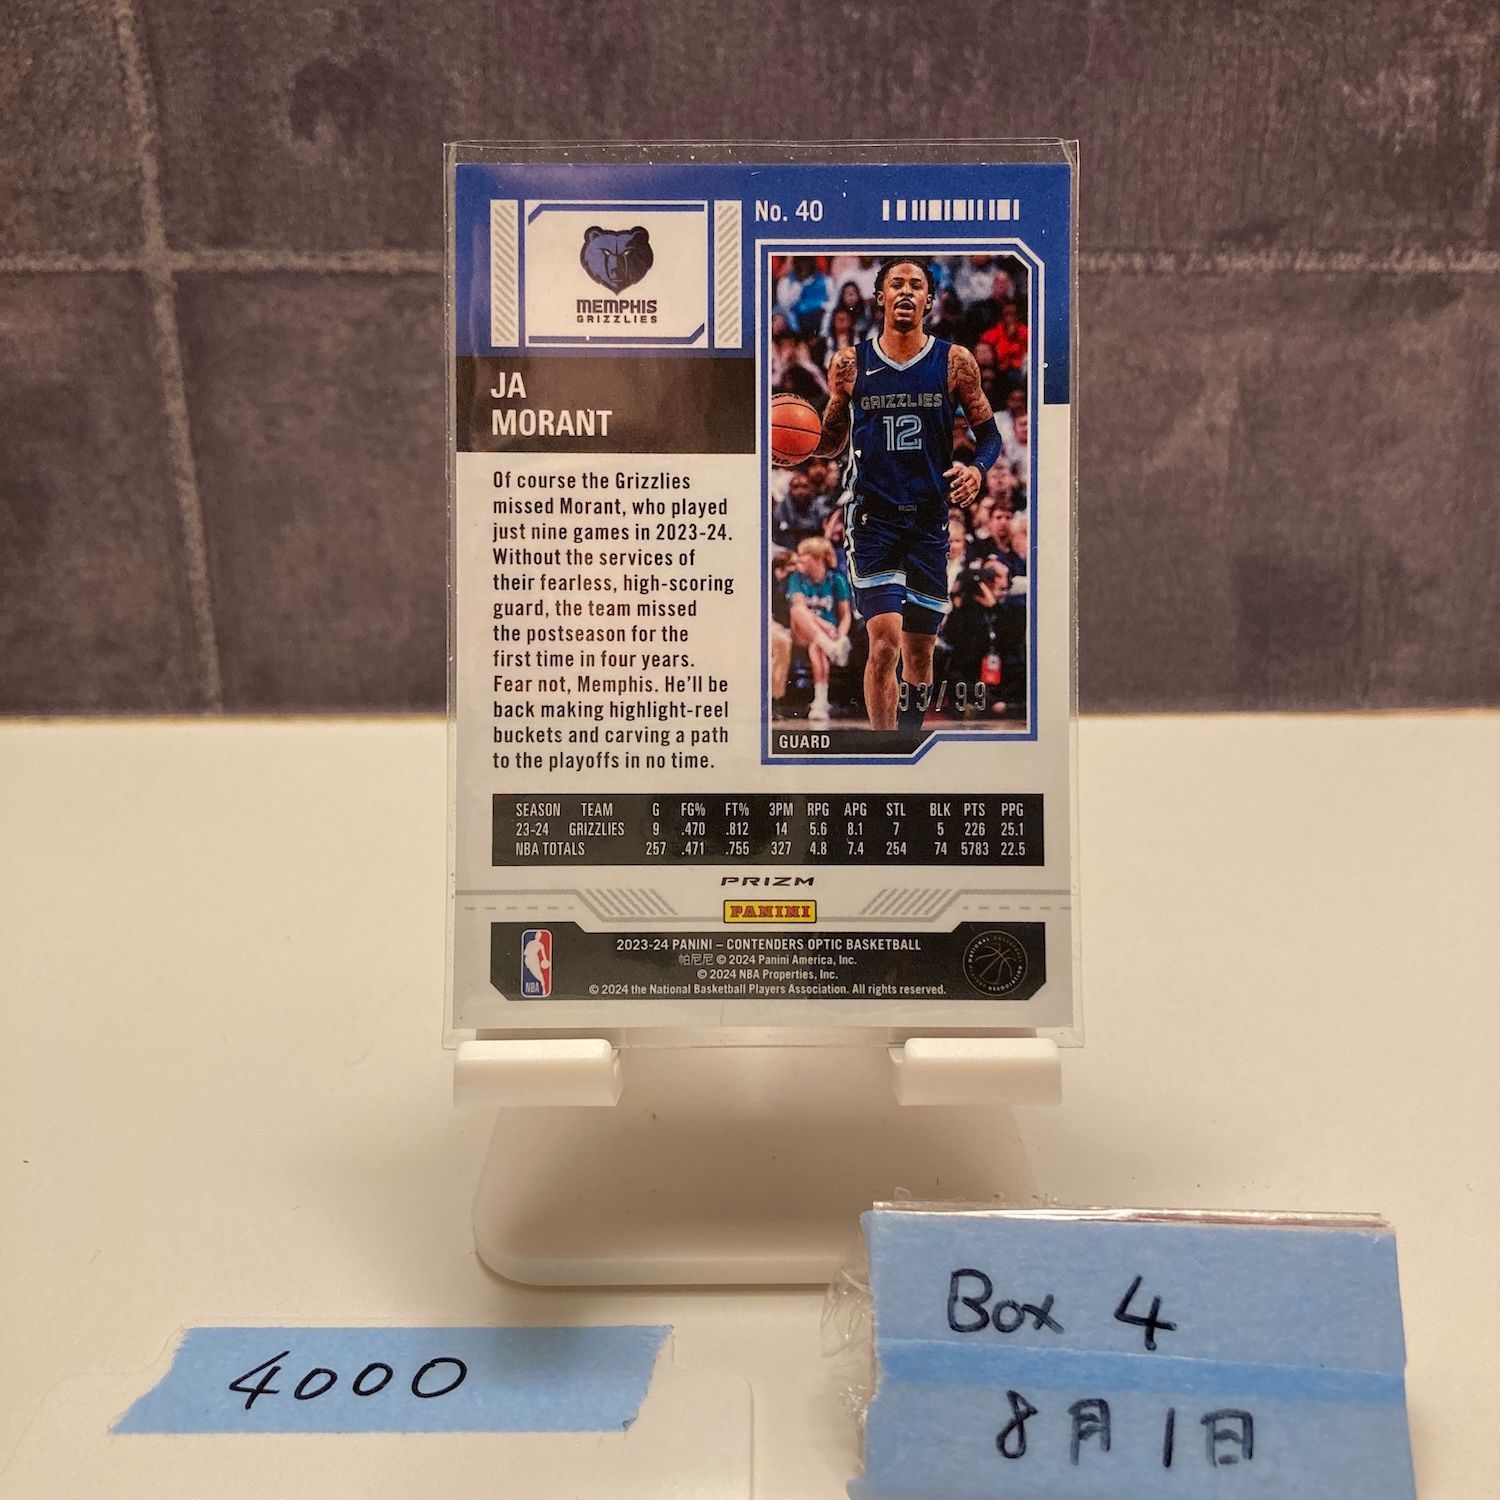 No. 40
MEMPHIS
GRIZZLIES
JA
MORANT
GRIZZLIES
12
Of course the Grizzlies
missed Morant, who played
just nine games in 2023-24.
Without the services of
their fearless, high-scoring
guard, the team missed
the postseason for the
first time in four years.
Fear not, Memphis. He'll be
back making highlight-reel
buckets and carving a path
to the playoffs in no time.
93/99
GUARD
SEASON TEAM G FG% FT% 3PM RPG APG STL BLK PTS PPG
23-24 GRIZZLIES 9 .470 .812 14 5.6 8.1 7 5 226 25.1
NBA TOTALS 257 .471 .755 327 4.8 7.4 254 74 5783 22.5
PRIZM
PANINI
2023-24 PANINI – CONTENDERS OPTIC BASKETBALL
帕尼尼 © 2024 Panini America, Inc.
© 2024 NBA Properties, Inc.
© 2024 the National Basketball Players Association. All rights reserved.
NBA
Box 4
4000
8月1日